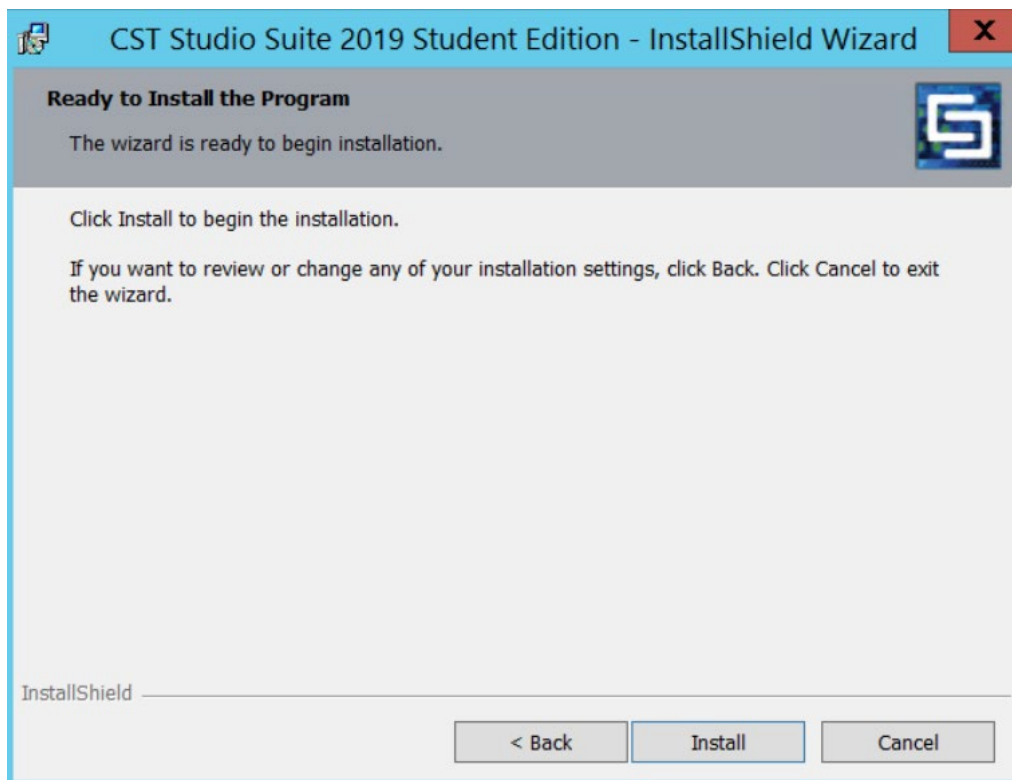 CST Studio Suite 2019 Student Edition - InstallShield Wizard
X
Ready to Install the Program
The wizard is ready to begin installation.
Click Install to begin the installation.
If you want to review or change any of your installation settings, click Back. Click Cancel to exit
the wizard.
InstallShield
< Back
Install
Cancel